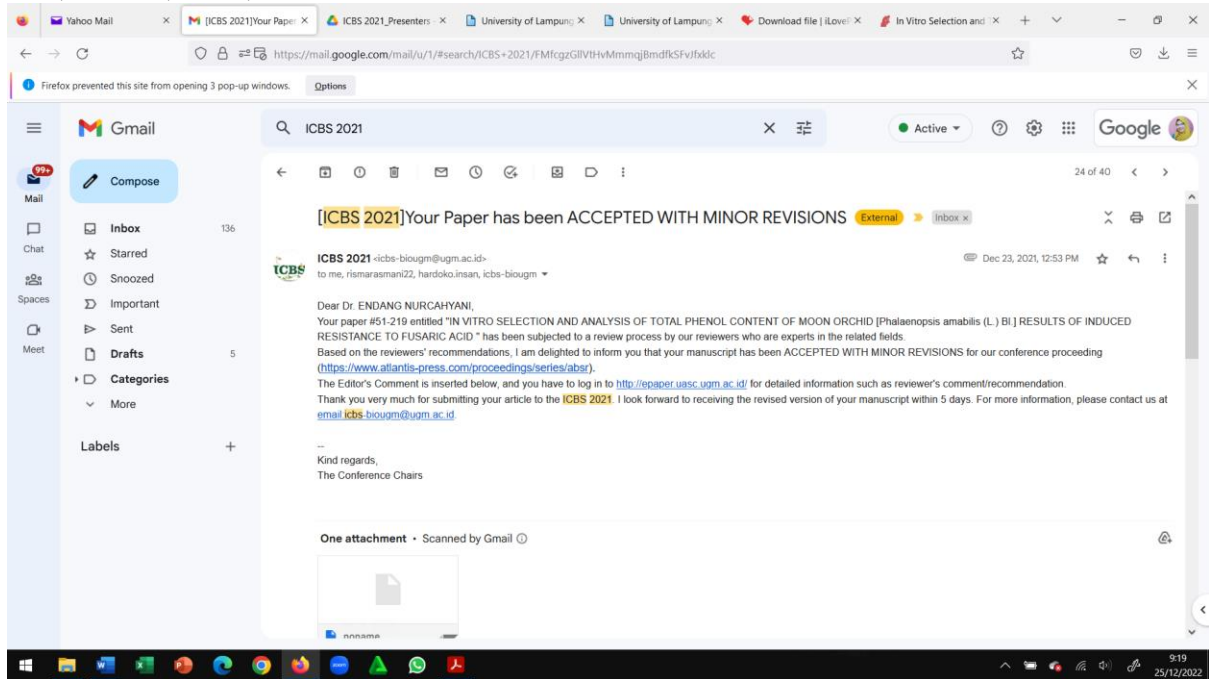 Yahoo Mail
[ICBS 2021]Your Paper
ICBS 2021_Presenters -
University of Lampung
University of Lampung
Download file | iLoveP
In Vitro Selection and
https://mail.google.com/mail/u/1/#search/ICBS+2021/
Firefox prevented this site from opening 3 pop-up windows.
Options
Gmail
ICBS 2021
Active
Google
99+
Mail
Compose
24 of 40
[ICBS 2021]Your Paper has been ACCEPTED WITH MINOR REVISIONS
External
Inbox x
Inbox 136
Chat
Starred
ICBS
ICBS 2021 <icbs-biougm@ugm.ac.id>
Dec 23, 2021, 12:53 PM
to me, rismarasmani22, hardoko.insan, icbs-biougm
Snoozed
Spaces
Important
Dear Dr. ENDANG NURCAHYANI,
Your paper #51-219 entitled "IN VITRO SELECTION AND ANALYSIS OF TOTAL PHENOL CONTENT OF MOON ORCHID [Phalaenopsis amabilis (L.) Bl.] RESULTS OF INDUCED
RESISTANCE TO FUSARIC ACID " has been subjected to a review process by our reviewers who are experts in the related fields.
Based on the reviewers' recommendations, I am delighted to inform you that your manuscript has been ACCEPTED WITH MINOR REVISIONS for our conference proceeding
(https://www.atlantis-press.com/proceedings/series/absr).
The Editor's Comment is inserted below, and you have to log in to http://epaper.uasc.ugm.ac.id/ for detailed information such as reviewer's comment/recommendation.
Thank you very much for submitting your article to the ICBS 2021. I look forward to receiving the revised version of your manuscript within 5 days. For more information, please contact us at
email icbs-biougm@ugm.ac.id.
Sent
Meet
Drafts 5
Categories
More
Labels +
--
Kind regards,
The Conference Chairs
One attachment • Scanned by Gmail
noname
zoom
9:19
25/12/2022